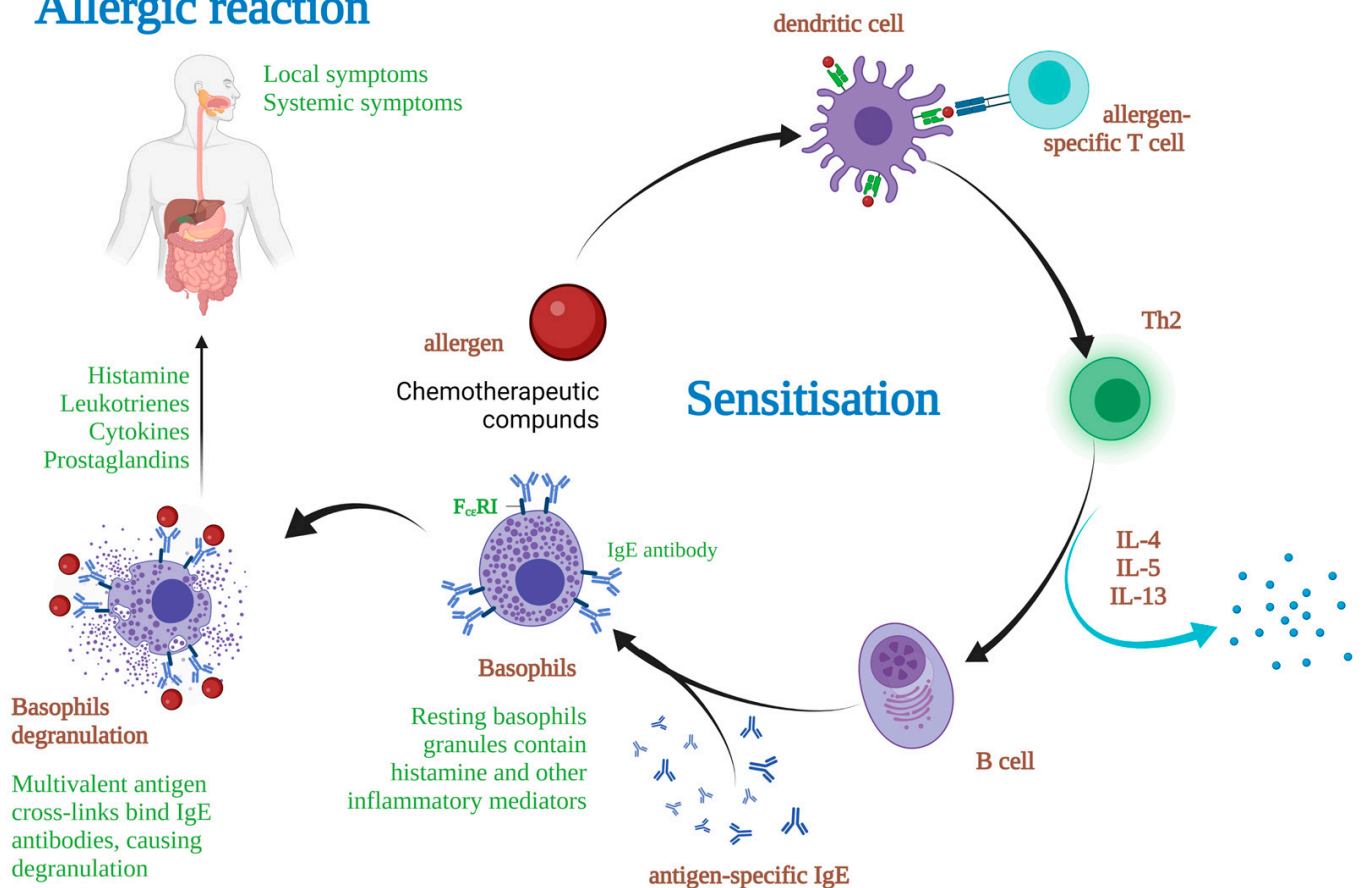 Allergic reaction
Local symptoms
Systemic symptoms
dendritic cell
allergen-
specific T cell
Th2
allergen
Chemotherapeutic
compunds
Sensitisation
Histamine
Leukotrienes
Cytokines
Prostaglandins
FcεRI
IgE antibody
IL-4
IL-5
IL-13
Basophils
Resting basophils
granules contain
histamine and other
inflammatory mediators
B cell
antigen-specific IgE
Basophils
degranulation
Multivalent antigen
cross-links bind IgE
antibodies, causing
degranulation